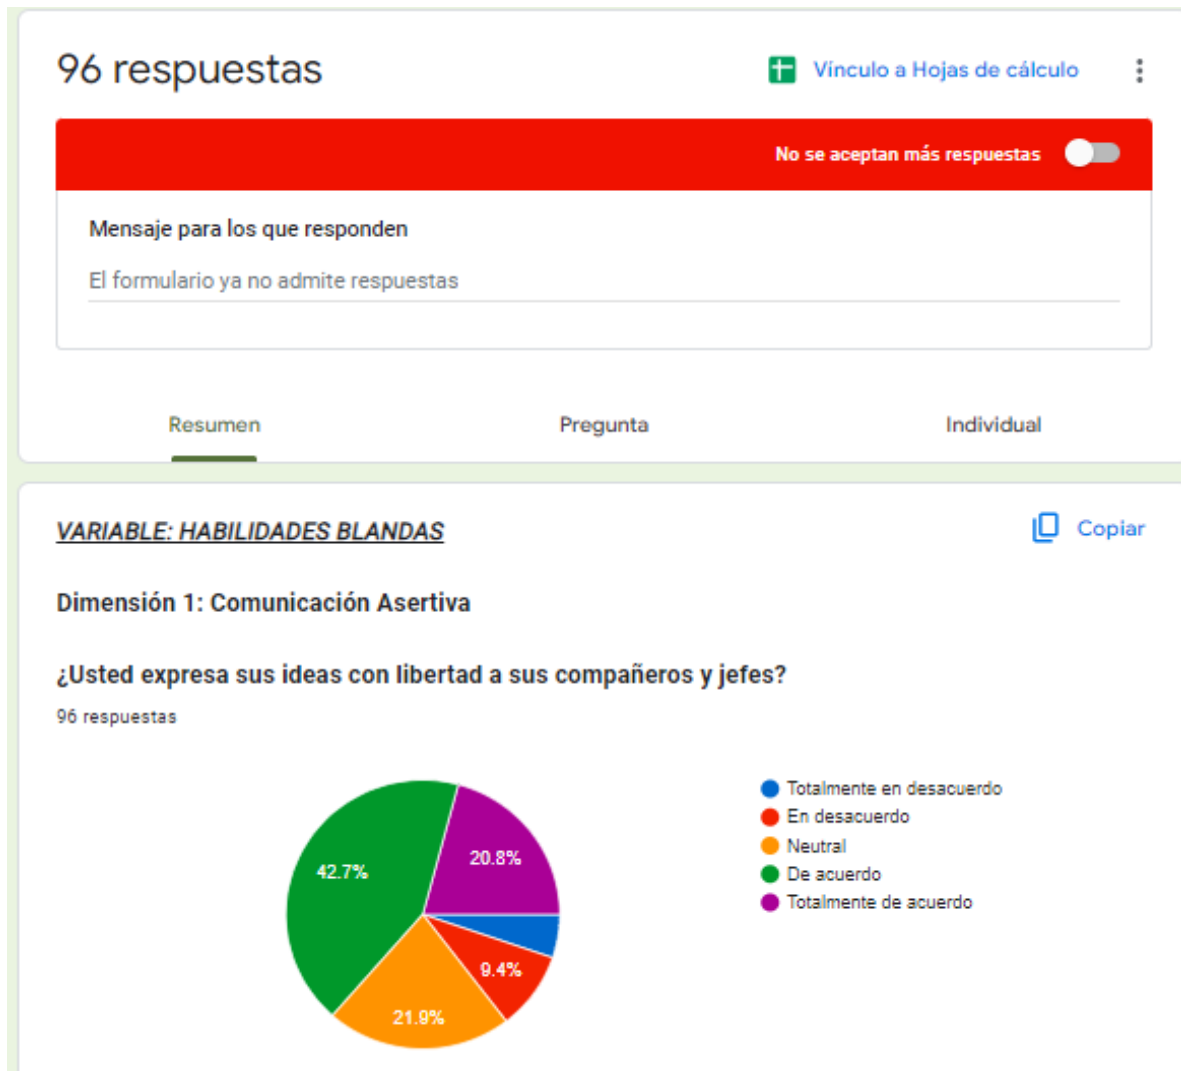 96 respuestas
Vínculo a Hojas de cálculo
No se aceptan más respuestas
Mensaje para los que responden
El formulario ya no admite respuestas
Resumen
Pregunta
Individual
VARIABLE: HABILIDADES BLANDAS
Copiar
Dimensión 1: Comunicación Asertiva
¿Usted expresa sus ideas con libertad a sus compañeros y jefes?
96 respuestas
42.7%
20.8%
9.4%
21.9%
Totalmente en desacuerdo
En desacuerdo
Neutral
De acuerdo
Totalmente de acuerdo